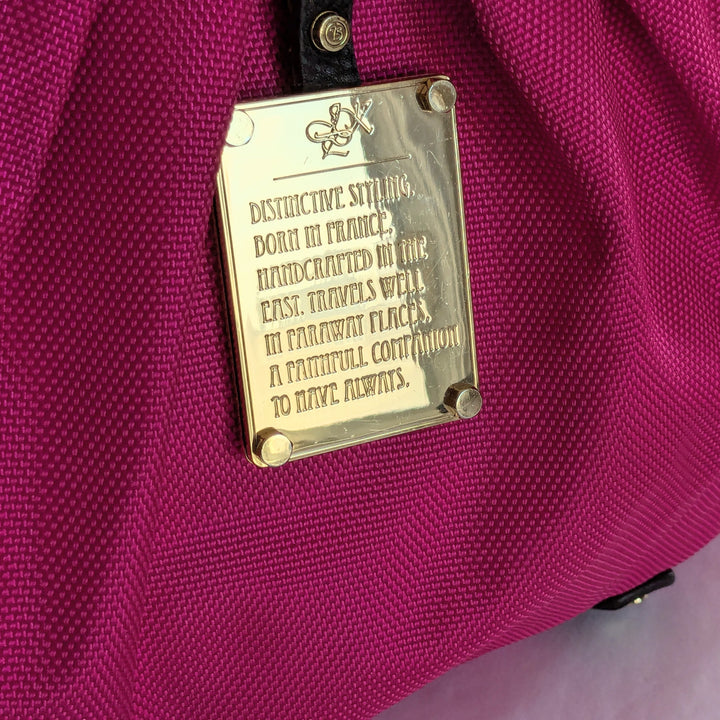 DISTINCTIVE STYLING,
BORN IN FRANCE,
HANDCRAFTED IN THE
EAST. TRAVELS WELL
IN FARAWAY PLACES,
A FAITHFULL COMPANION
TO HAVE ALWAYS.